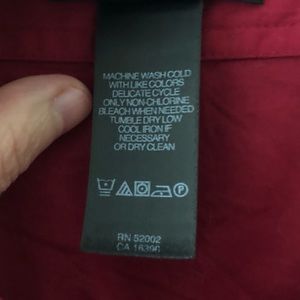 MACHINE WASH COLD
WITH LIKE COLORS
DELICATE CYCLE
ONLY NON-CHLORINE
BLEACH WHEN NEEDED
TUMBLE DRY LOW
COOL IRON IF
NECESSARY
OR DRY CLEAN
P
RN 52002
CA 16396